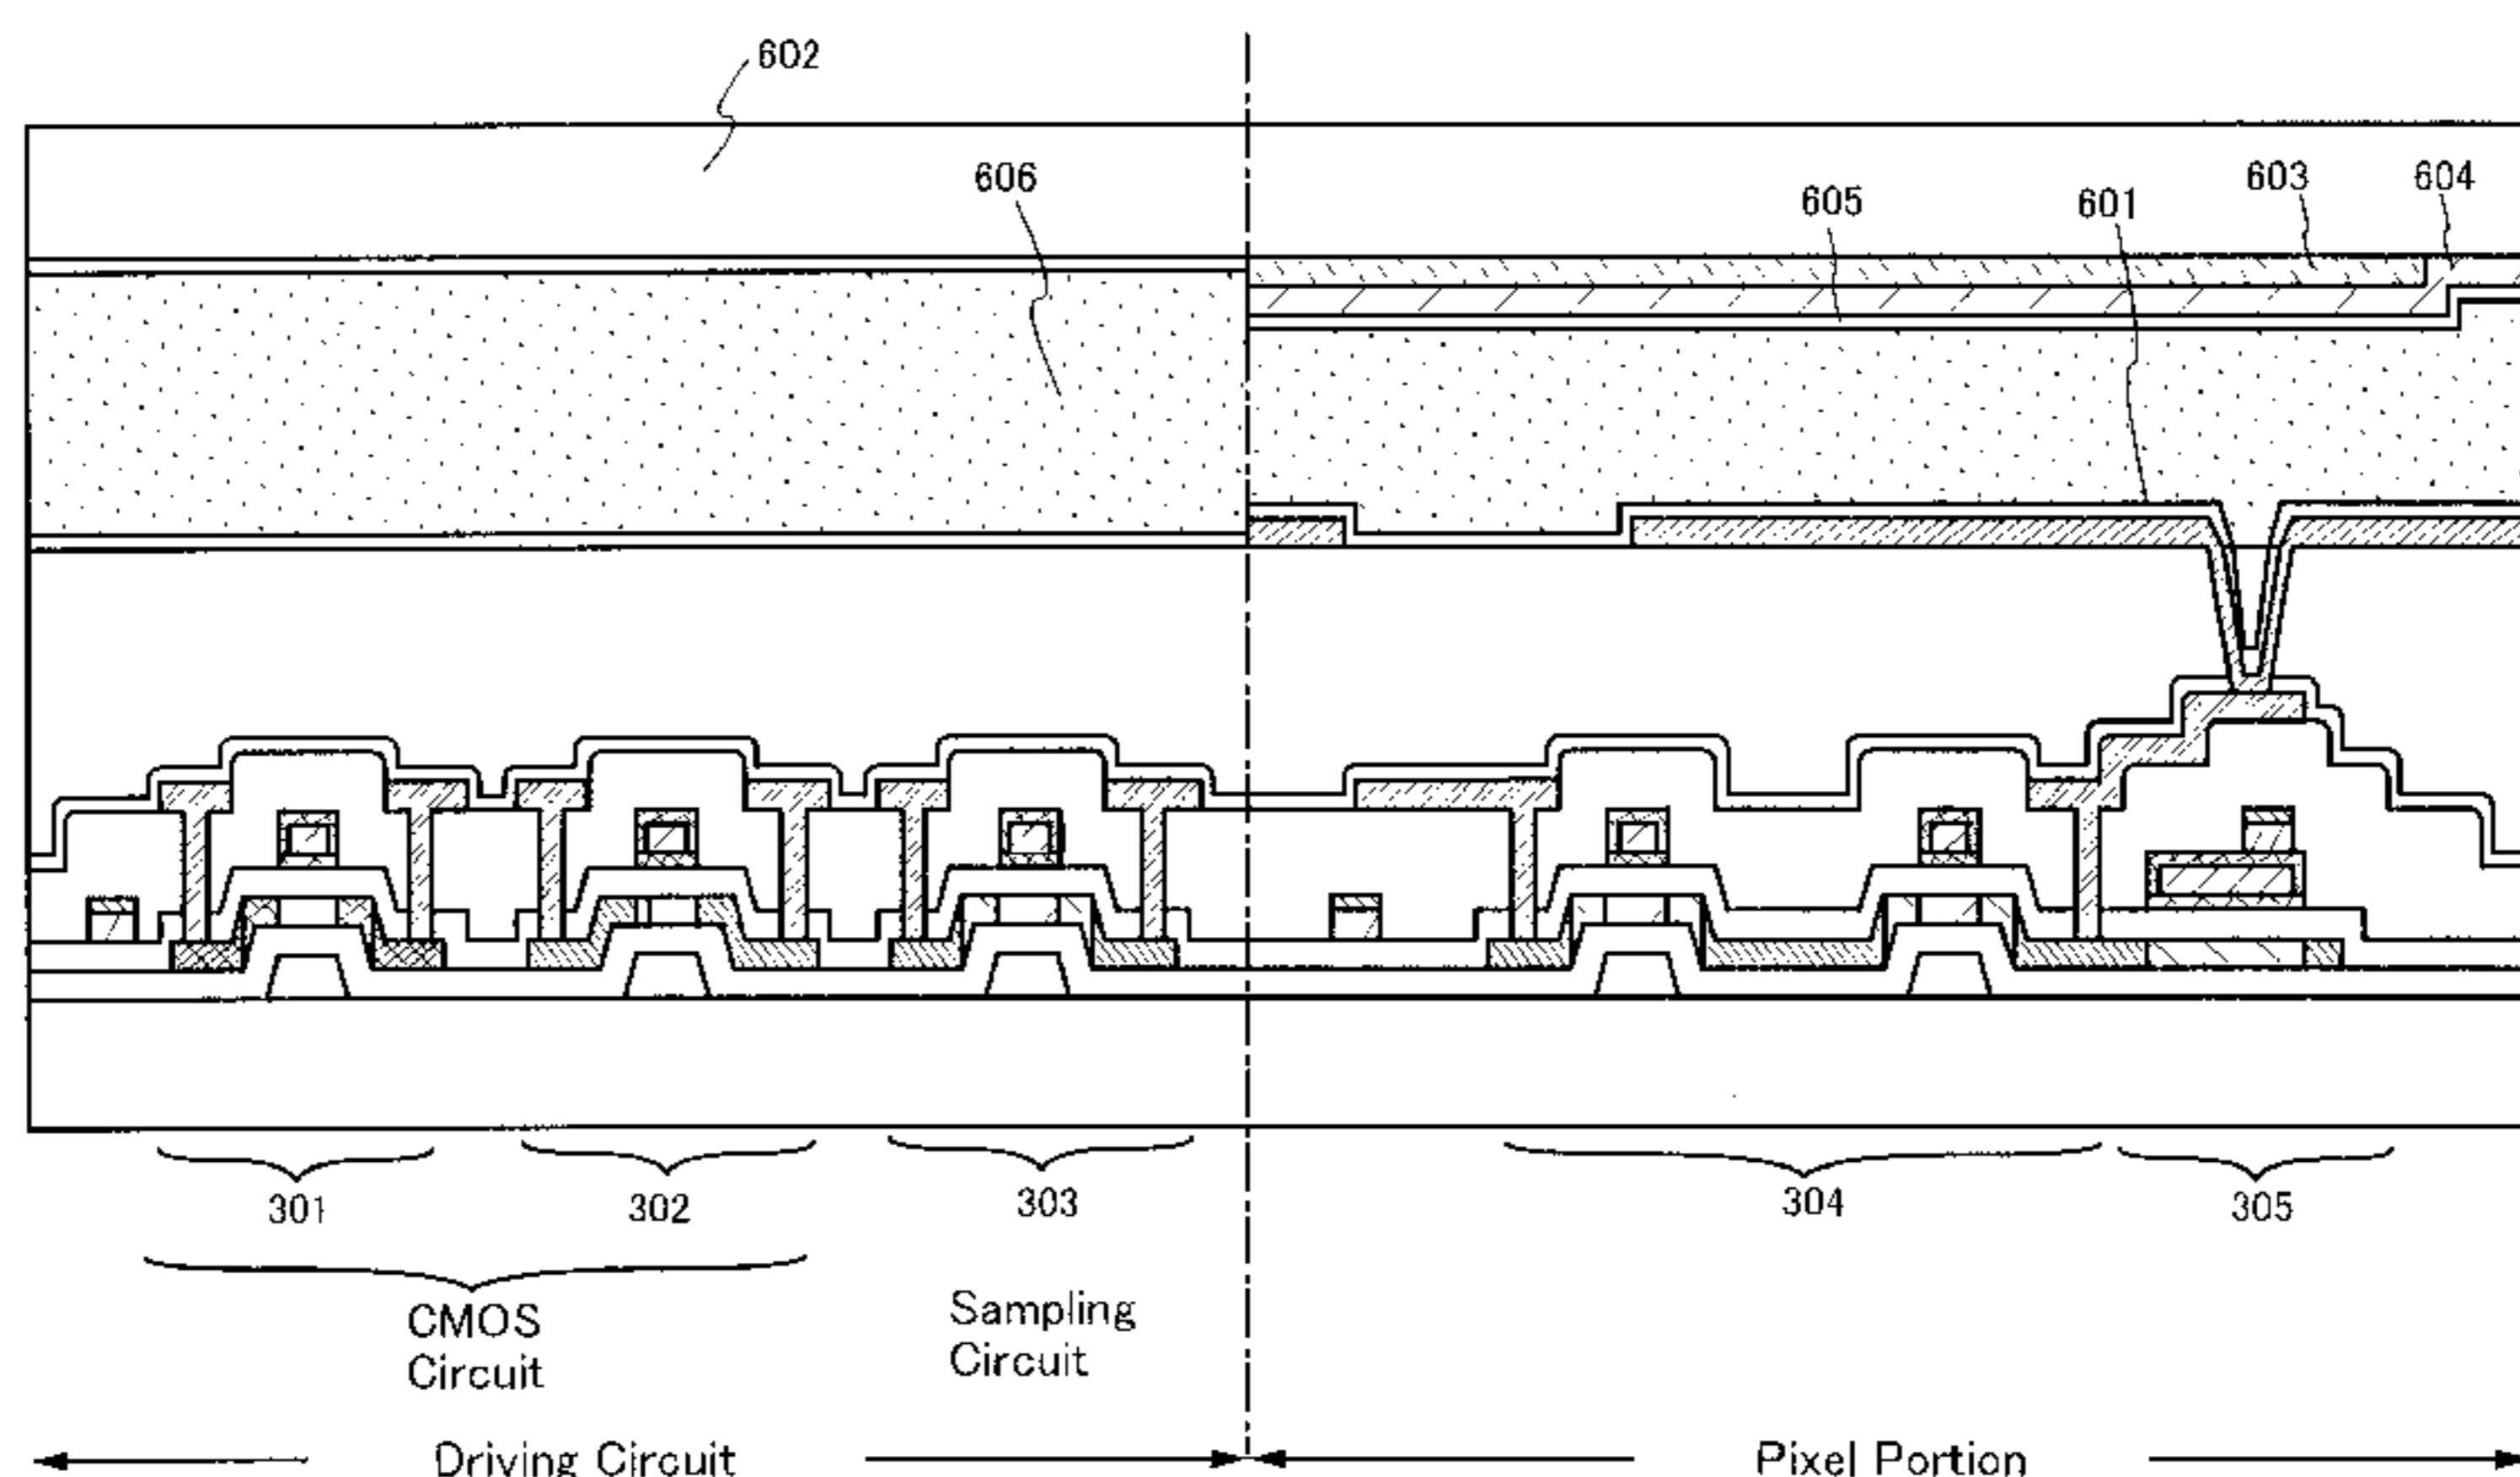 602
606
603
604
605
601
301
302
303
304
305
CMOS
Circuit
Sampling
Circuit
Driving Circuit
Pixel Portion